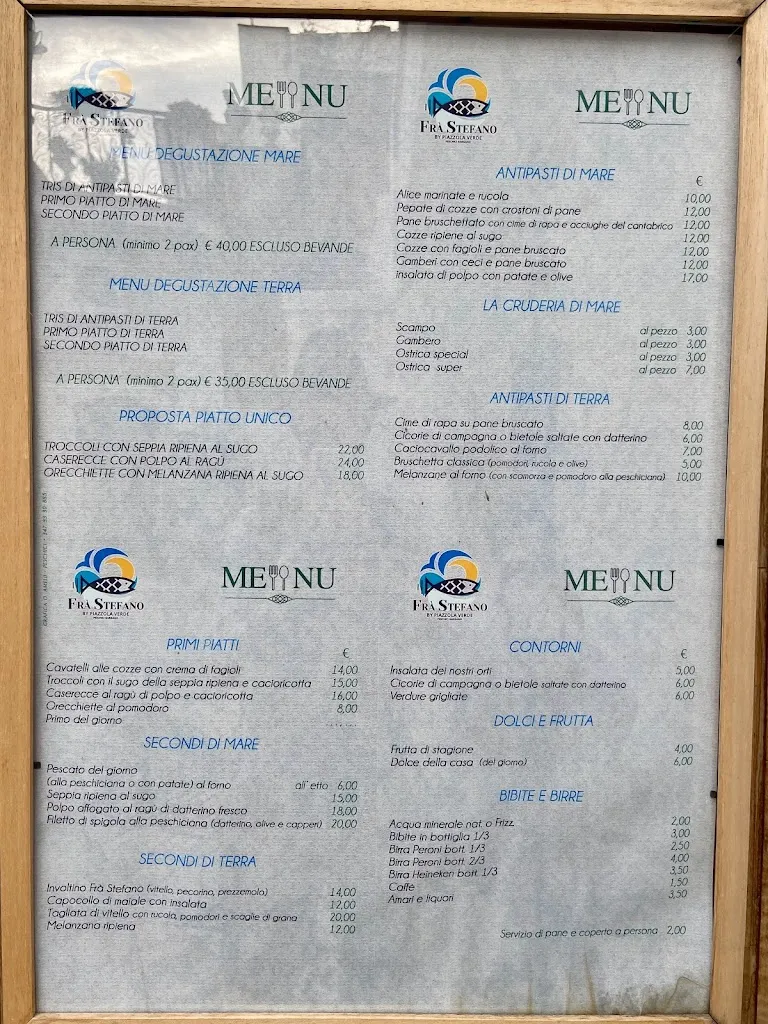 FRÀ STEFANO
BY PIAZZOLA VERDE
MENU
MENU DEGUSTAZIONE MARE
TRIS DI ANTIPASTI DI MARE
PRIMO PIATTO DI MARE
SECONDO PIATTO DI MARE
A PERSONA (minimo 2 pax) € 40,00 ESCLUSO BEVANDE
MENU DEGUSTAZIONE TERRA
TRIS DI ANTIPASTI DI TERRA
PRIMO PIATTO DI TERRA
SECONDO PIATTO DI TERRA
A PERSONA (minimo 2 pax) € 35,00 ESCLUSO BEVANDE
PROPOSTA PIATTO UNICO
TROCCOLI CON SEPPIA RIPIENA AL SUGO 22,00
CASERECCE CON POLPO AL RAGÚ 24,00
ORECCHIETTE CON MELANZANA RIPIENA AL SUGO 18,00
FRÀ STEFANO
BY PIAZZOLA VERDE
MENU
ANTIPASTI DI MARE
€
Alice marinate e rucola 10,00
Pepate di cozze con crostoni di pane 12,00
Pane bruschettato con cime di rapa e acciughe del cantabrico 12,00
Cozze ripiene al sugo 12,00
Cozze con fagioli e pane bruscato 12,00
Gamberi con ceci e pane bruscato 12,00
insalata di polpo con patate e olive 17,00
LA CRUDERIA DI MARE
Scampo al pezzo 3,00
Gambero al pezzo 3,00
Ostrica special al pezzo 3,00
Ostrica super al pezzo 7,00
ANTIPASTI DI TERRA
Cime di rapa su pane bruscato 8,00
Cicorie di campagna o bietole saltate con datterino 6,00
Caciocavallo podolico al forno 7,00
Bruschetta classica (pomodori, rucola e olive) 5,00
Melanzane al forno (con scamorza e pomodoro alla peschiciana) 10,00
FRÀ STEFANO
BY PIAZZOLA VERDE
MENU
PRIMI PIATTI
€
Cavatelli alle cozze con crema di fagioli 14,00
Troccoli con il sugo della seppia ripiena e cacioricotta 15,00
Caserecce al ragù di polpo e cacioricotta 16,00
Orecchiette al pomodoro 8,00
Primo del giorno .......
SECONDI DI MARE
Pescato del giorno
(alla peschiciana o con patate) al forno all' etto 6,00
Seppia ripiena al sugo 15,00
Polpo affogato al ragù di datterino fresco 18,00
Filetto di spigola alla peschiciana (datterino, olive e capperi) 20,00
SECONDI DI TERRA
Involtino Frà Stefano (vitello, pecorino, prezzemolo) 14,00
Capocollo di maiale con insalata 12,00
Tagliata di vitello con rucola, pomodori e scaglie di grana 20,00
Melanzana ripiena 12,00
FRÀ STEFANO
BY PIAZZOLA VERDE
MENU
CONTORNI
€
Insalata dei nostri orti 5,00
Cicorie di campagna o bietole saltate con datterino 6,00
Verdure grigliate 6,00
DOLCI E FRUTTA
Frutta di stagione 4,00
Dolce della casa (del giorno) 6,00
BIBITE E BIRRE
Acqua minerale nat. o Frizz. 2,00
Bibite in bottiglia 1/3 3,00
Birra Peroni bott. 1/3 2,50
Birra Peroni bott. 2/3 4,00
Birra Heineken bott. 1/3 3,50
Caffe 1,50
Amari e liquori 3,50
Servizio di pane e coperto a persona 2,00